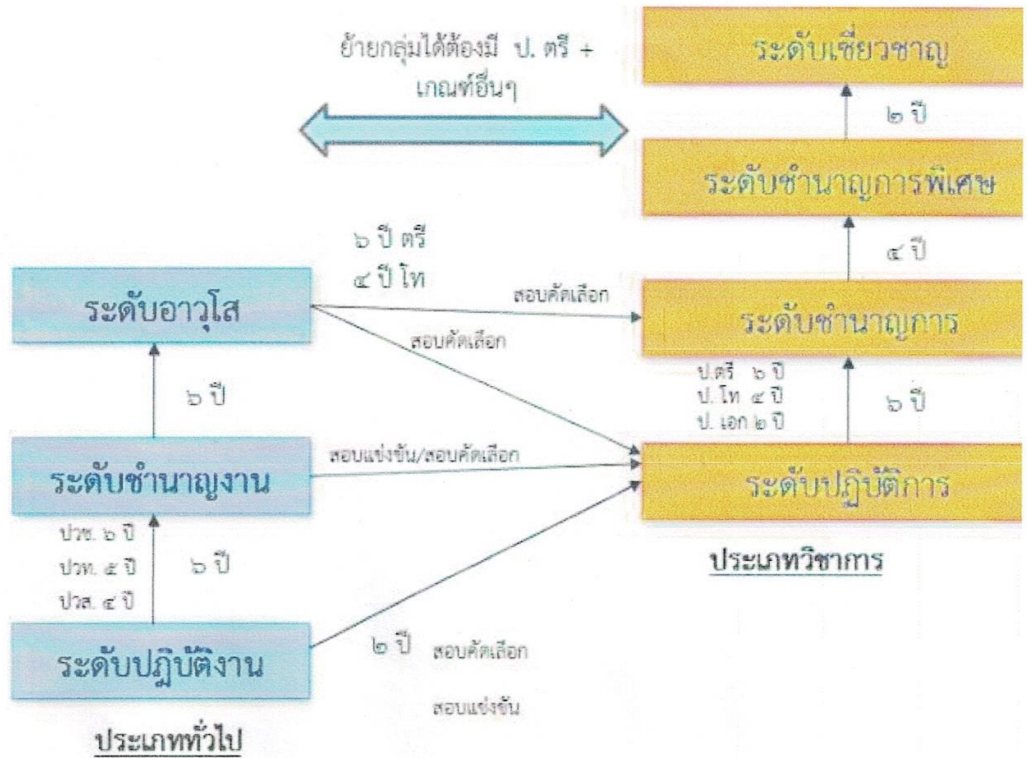 ย้ายกลุ่มได้ต้องมี ป. ตรี +
เกณฑ์อื่นๆ
ระดับเชี่ยวชาญ
๒ ปี
ระดับชำนาญการพิเศษ
๔ ปี
๖ ปี ตรี
๔ ปี โท
สอบคัดเลือก
สอบคัดเลือก
ระดับอาวุโส
ระดับชำนาญการ
ป.ตรี ๖ ปี
ป. โท ๔ ปี
ป. เอก ๒ ปี
๖ ปี
๖ ปี
สอบแข่งขัน/สอบคัดเลือก
ระดับชำนาญงาน
ระดับปฏิบัติการ
ประเภทวิชาการ
ปวช. ๖ ปี
ปวท. ๕ ปี
ปวส. ๔ ปี
๖ ปี
ระดับปฏิบัติงาน
๒ ปี สอบคัดเลือก
สอบแข่งขัน
ประเภททั่วไป